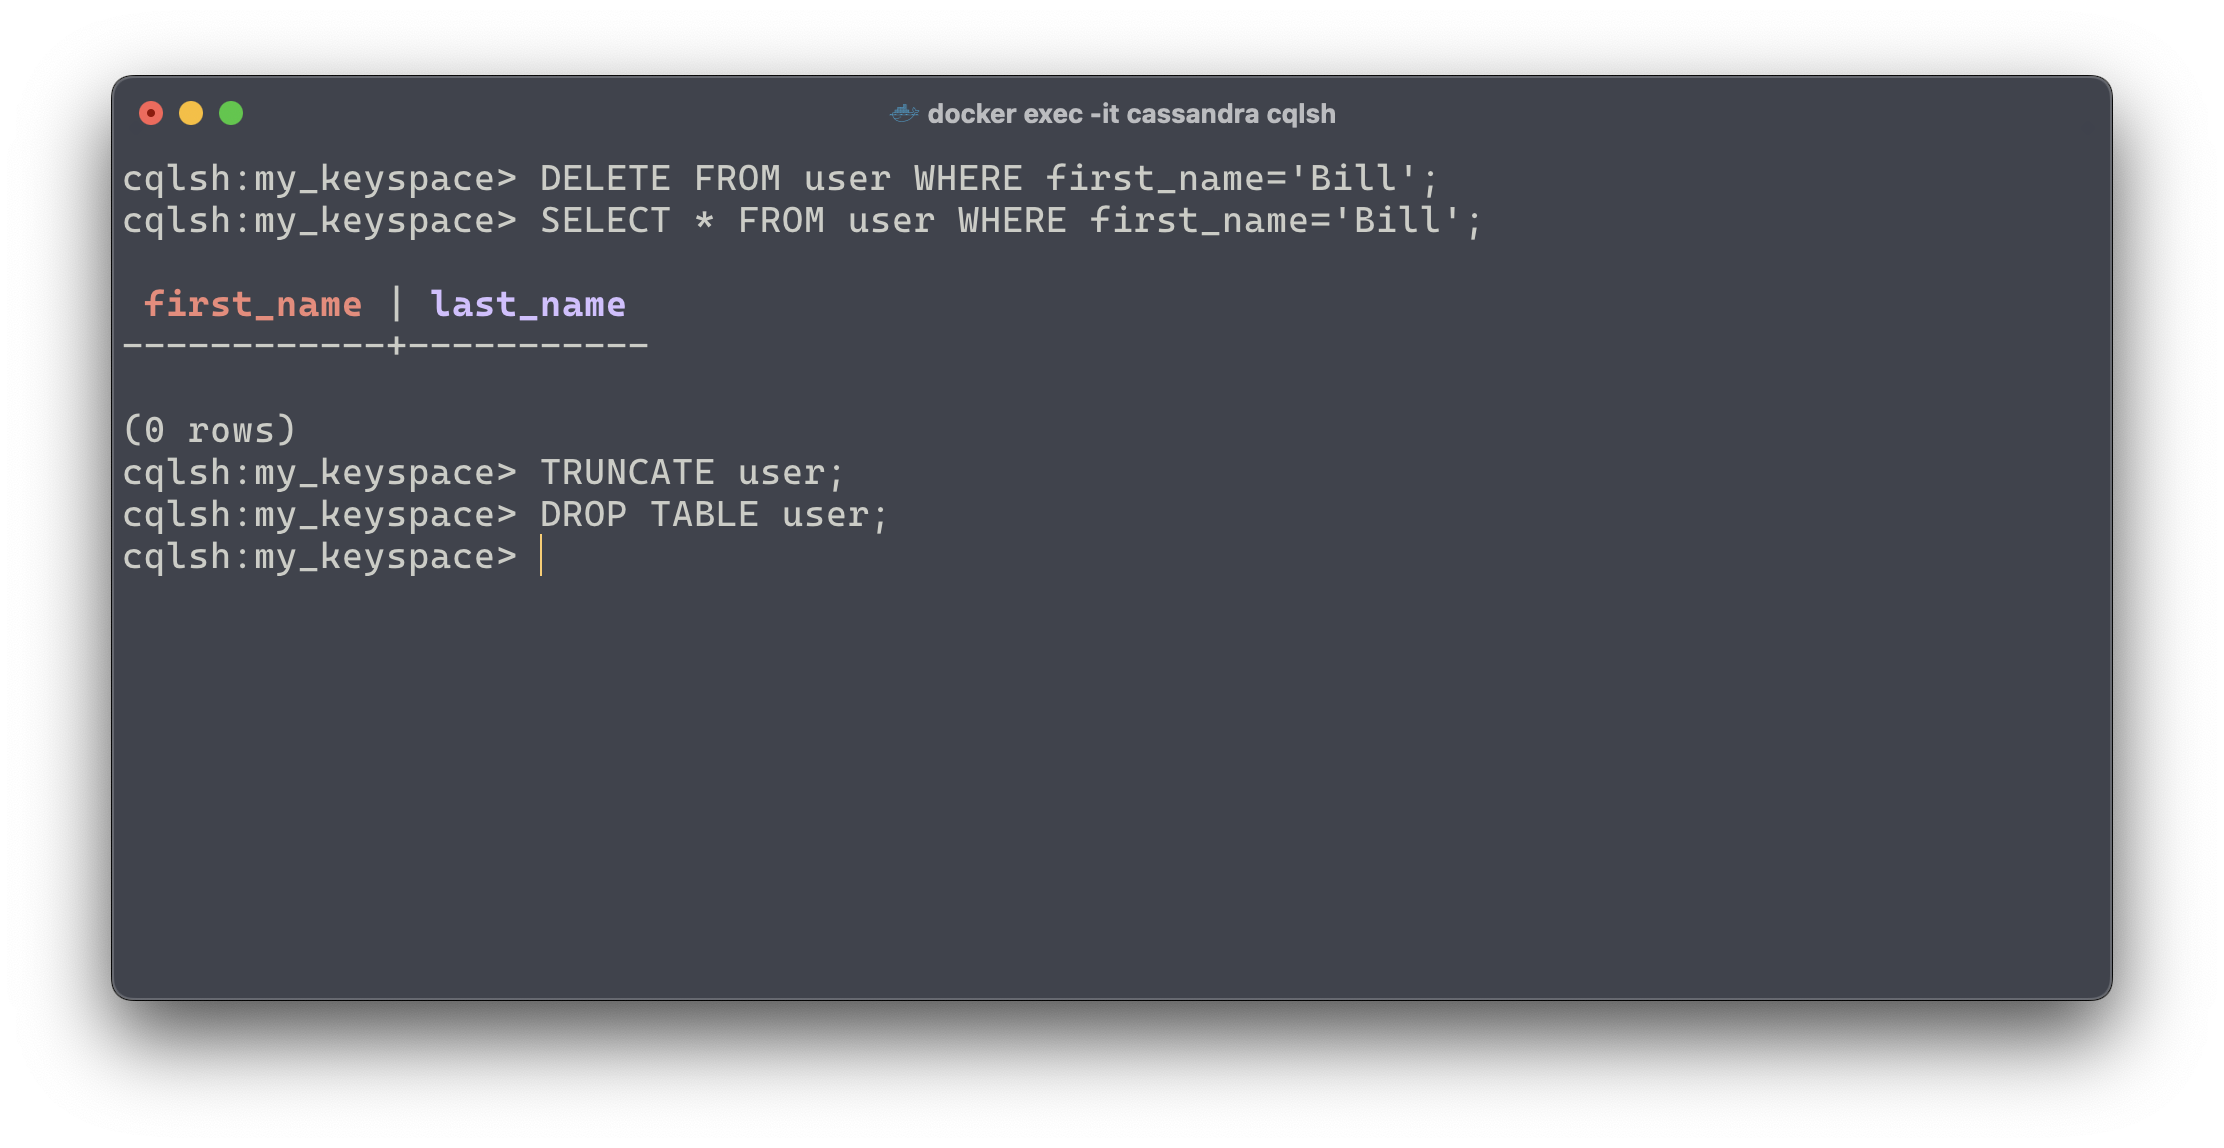 docker exec -it cassandra cqlsh
cqlsh:my_keyspace> DELETE FROM user WHERE first_name='Bill';
cqlsh:my_keyspace> SELECT * FROM user WHERE first_name='Bill';
 first_name | last_name
------------+-----------
(0 rows)
cqlsh:my_keyspace> TRUNCATE user;
cqlsh:my_keyspace> DROP TABLE user;
cqlsh:my_keyspace>